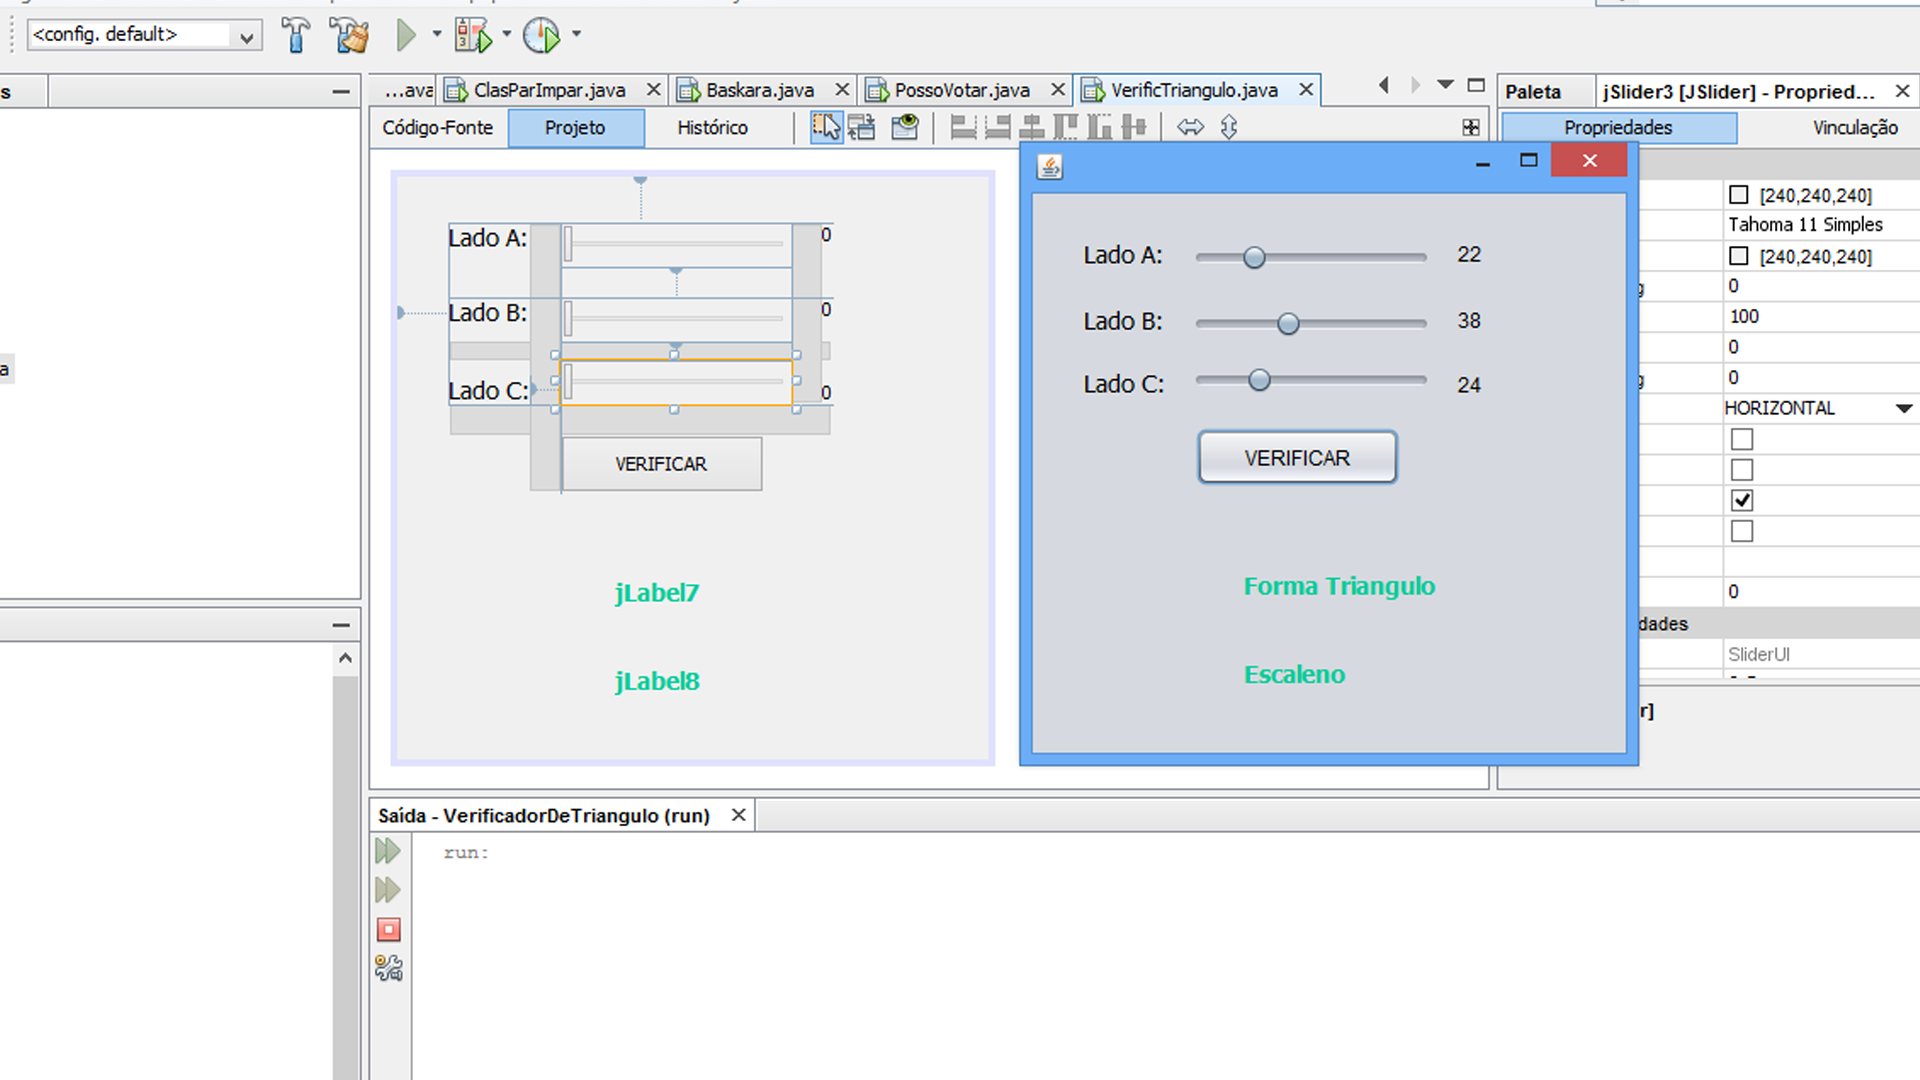 <config. default>
s
...ava
ClasParImpar.java
Baskara.java
PossoVotar.java
VerificTriangulo.java
Paleta
jSlider3 [JSlider] - Propried...
Código-Fonte
Projeto
Histórico
Propriedades
Vinculação
Lado A:
0
Lado B:
0
Lado C:
0
VERIFICAR
jLabel7
jLabel8
Lado A:
22
Lado B:
38
Lado C:
24
VERIFICAR
Forma Triangulo
Escaleno
[240,240,240]
Tahoma 11 Simples
[240,240,240]
g
0
100
0
g
0
HORIZONTAL
0
dades
SliderUI
r]
a
Saída - VerificadorDeTriangulo (run)
run: